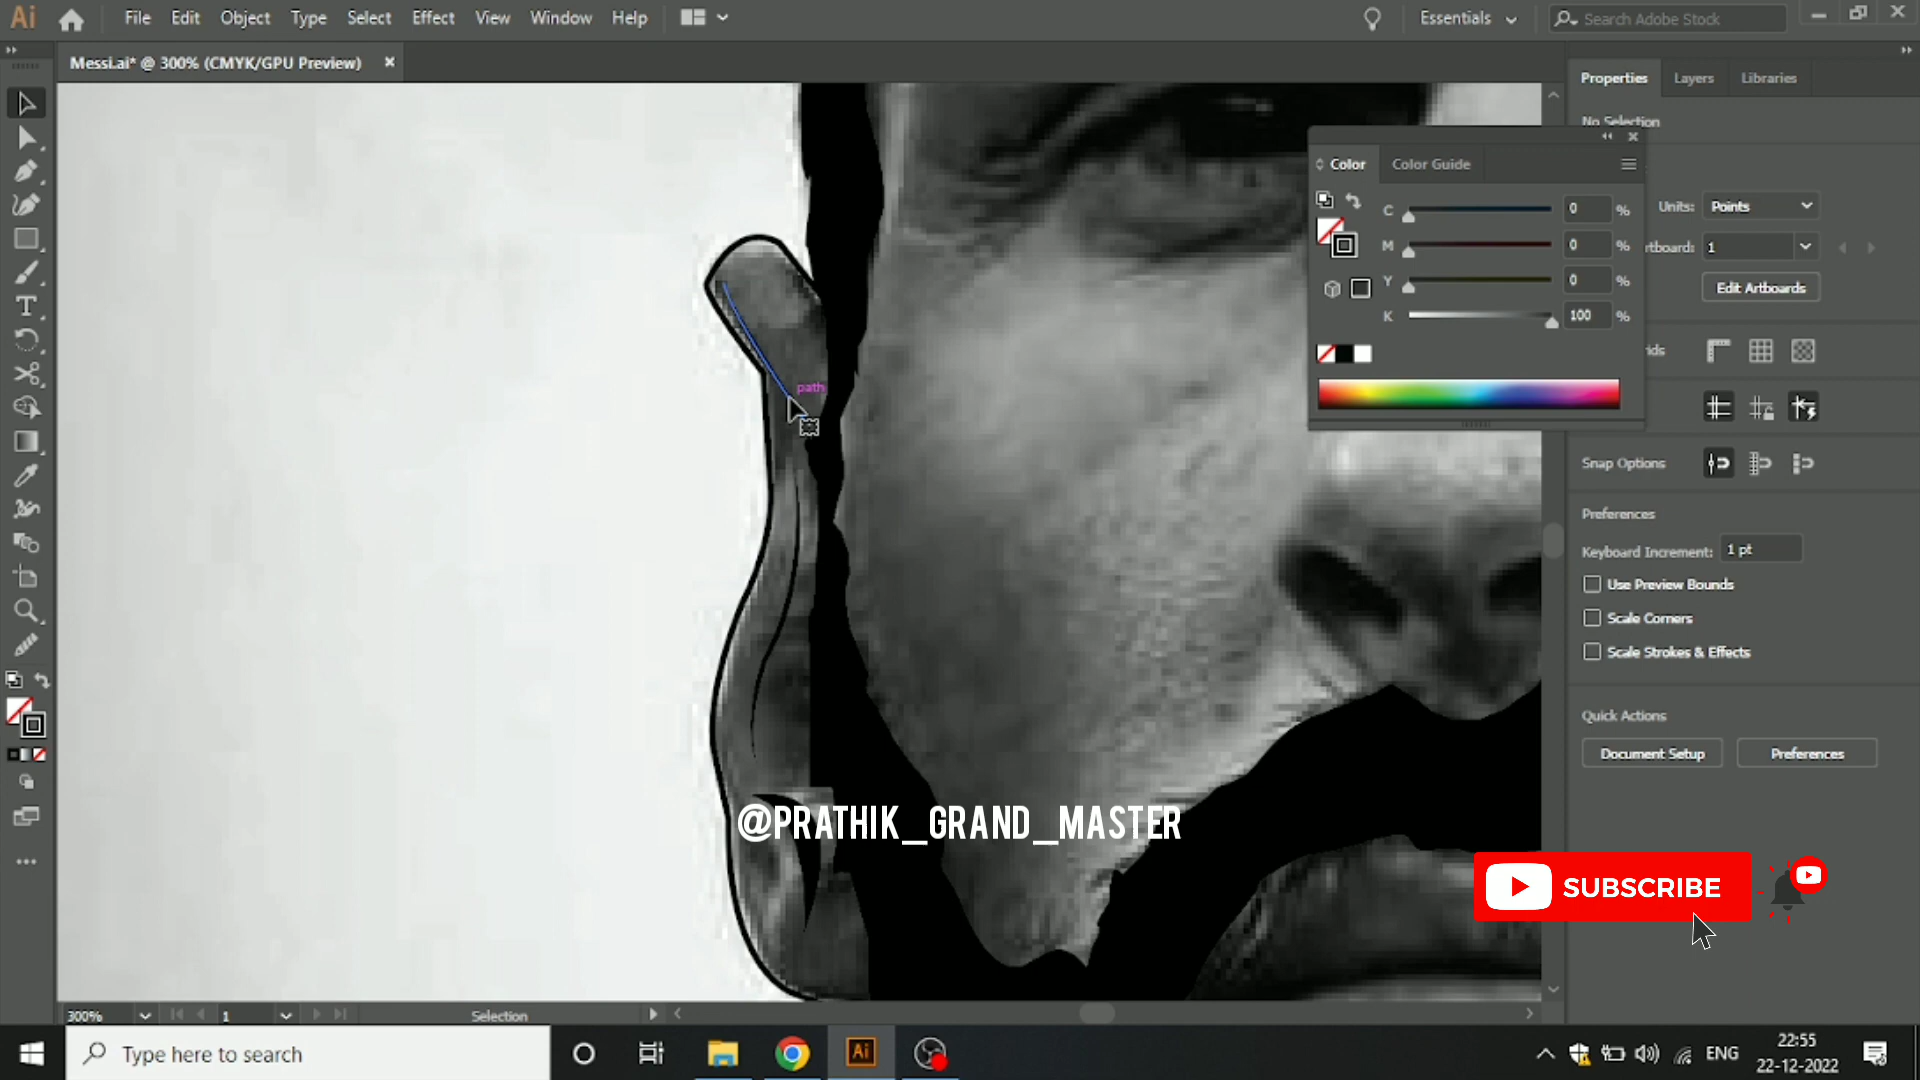 Ai File Edit Object Type Select Effect View Window Help Essentials Search Adobe Stock
Messi.ai* @ 300% (CMYK/GPU Preview) ×
Properties Layers Libraries
No Selection
Color Color Guide
C 0 %
Units: Points
M 0 %
rtboard: 1
Y 0 %
Edit Artboards
K 100 %
ids
path
Snap Options
Preferences
Keyboard Increment: 1 pt
Use Preview Bounds
Scale Corners
Scale Strokes & Effects
Quick Actions
Document Setup Preferences
@PRATHIK_GRAND_MASTER
SUBSCRIBE
300% 1 Selection
Type here to search
Ai
ENG
22:55
22-12-2022